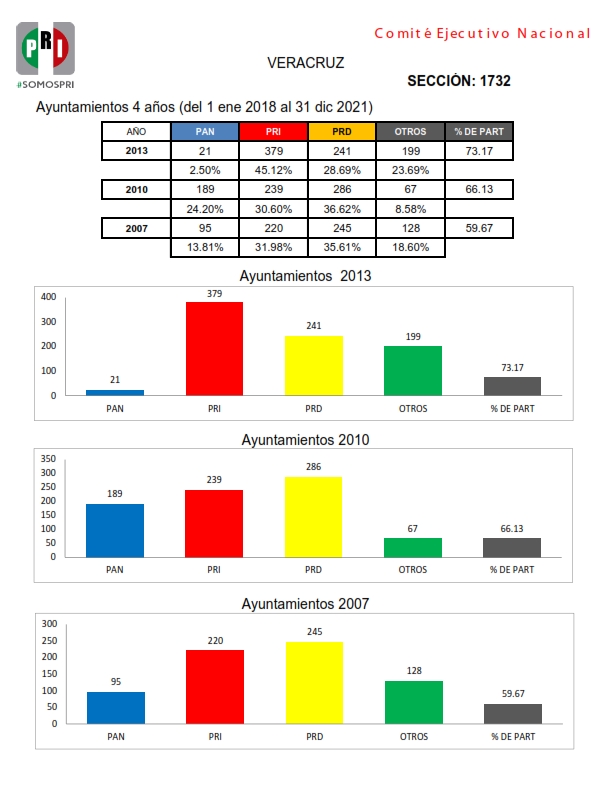 PRI
#SOMOSPRI
Comité Ejecutivo Nacional
VERACRUZ
SECCIÓN: 1732
Ayuntamientos 4 años (del 1 ene 2018 al 31 dic 2021)
AÑO PAN PRI PRD OTROS % DE PART
2013 21 379 241 199 73.17
2.50% 45.12% 28.69% 23.69%
2010 189 239 286 67 66.13
24.20% 30.60% 36.62% 8.58%
2007 95 220 245 128 59.67
13.81% 31.98% 35.61% 18.60%
Ayuntamientos 2013
400
300
200
100
0
21 379 241 199 73.17
PAN PRI PRD OTROS % DE PART
Ayuntamientos 2010
350
300
250
200
150
100
50
0
189 239 286 67 66.13
PAN PRI PRD OTROS % DE PART
Ayuntamientos 2007
300
250
200
150
100
50
0
95 220 245 128 59.67
PAN PRI PRD OTROS % DE PART